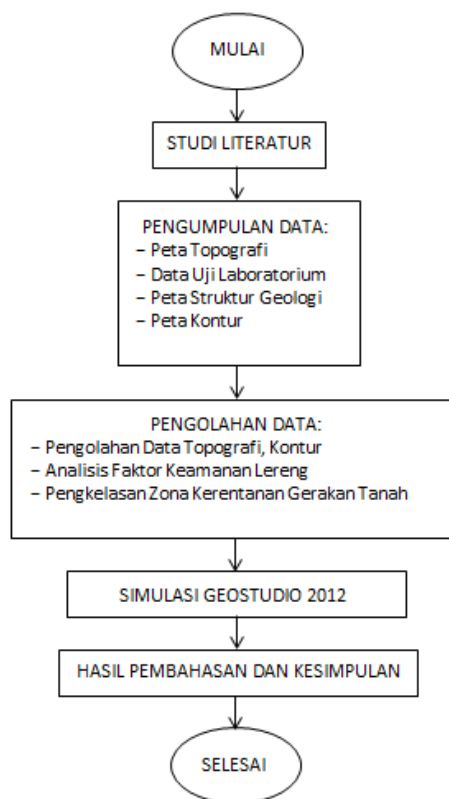 MULAI
STUDI LITERATUR
PENGUMPULAN DATA:
– Peta Topografi
– Data Uji Laboratorium
– Peta Struktur Geologi
– Peta Kontur
PENGOLAHAN DATA:
– Pengolahan Data Topografi, Kontur
– Analisis Faktor Keamanan Lereng
– Pengkelasan Zona Kerentanan Gerakan Tanah
SIMULASI GEOSTUDIO 2012
HASIL PEMBAHASAN DAN KESIMPULAN
SELESAI